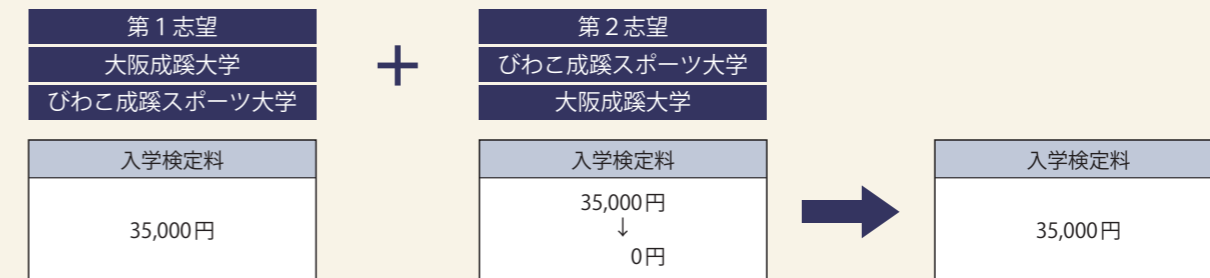 第1志望
大阪成蹊大学
びわこ成蹊スポーツ大学
+
第2志望
びわこ成蹊スポーツ大学
大阪成蹊大学
入学検定料
35,000円
入学検定料
35,000円
↓
0円
入学検定料
35,000円